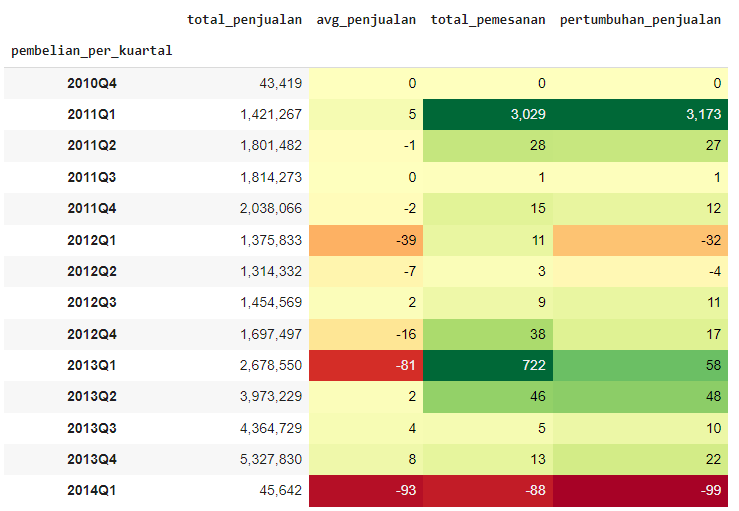 total_penjualan avg_penjualan total_pemesanan pertumbuhan_penjualan
pembelian_per_kuartal
2010Q4 43,419 0 0 0
2011Q1 1,421,267 5 3,029 3,173
2011Q2 1,801,482 -1 28 27
2011Q3 1,814,273 0 1 1
2011Q4 2,038,066 -2 15 12
2012Q1 1,375,833 -39 11 -32
2012Q2 1,314,332 -7 3 -4
2012Q3 1,454,569 2 9 11
2012Q4 1,697,497 -16 38 17
2013Q1 2,678,550 -81 722 58
2013Q2 3,973,229 2 46 48
2013Q3 4,364,729 4 5 10
2013Q4 5,327,830 8 13 22
2014Q1 45,642 -93 -88 -99